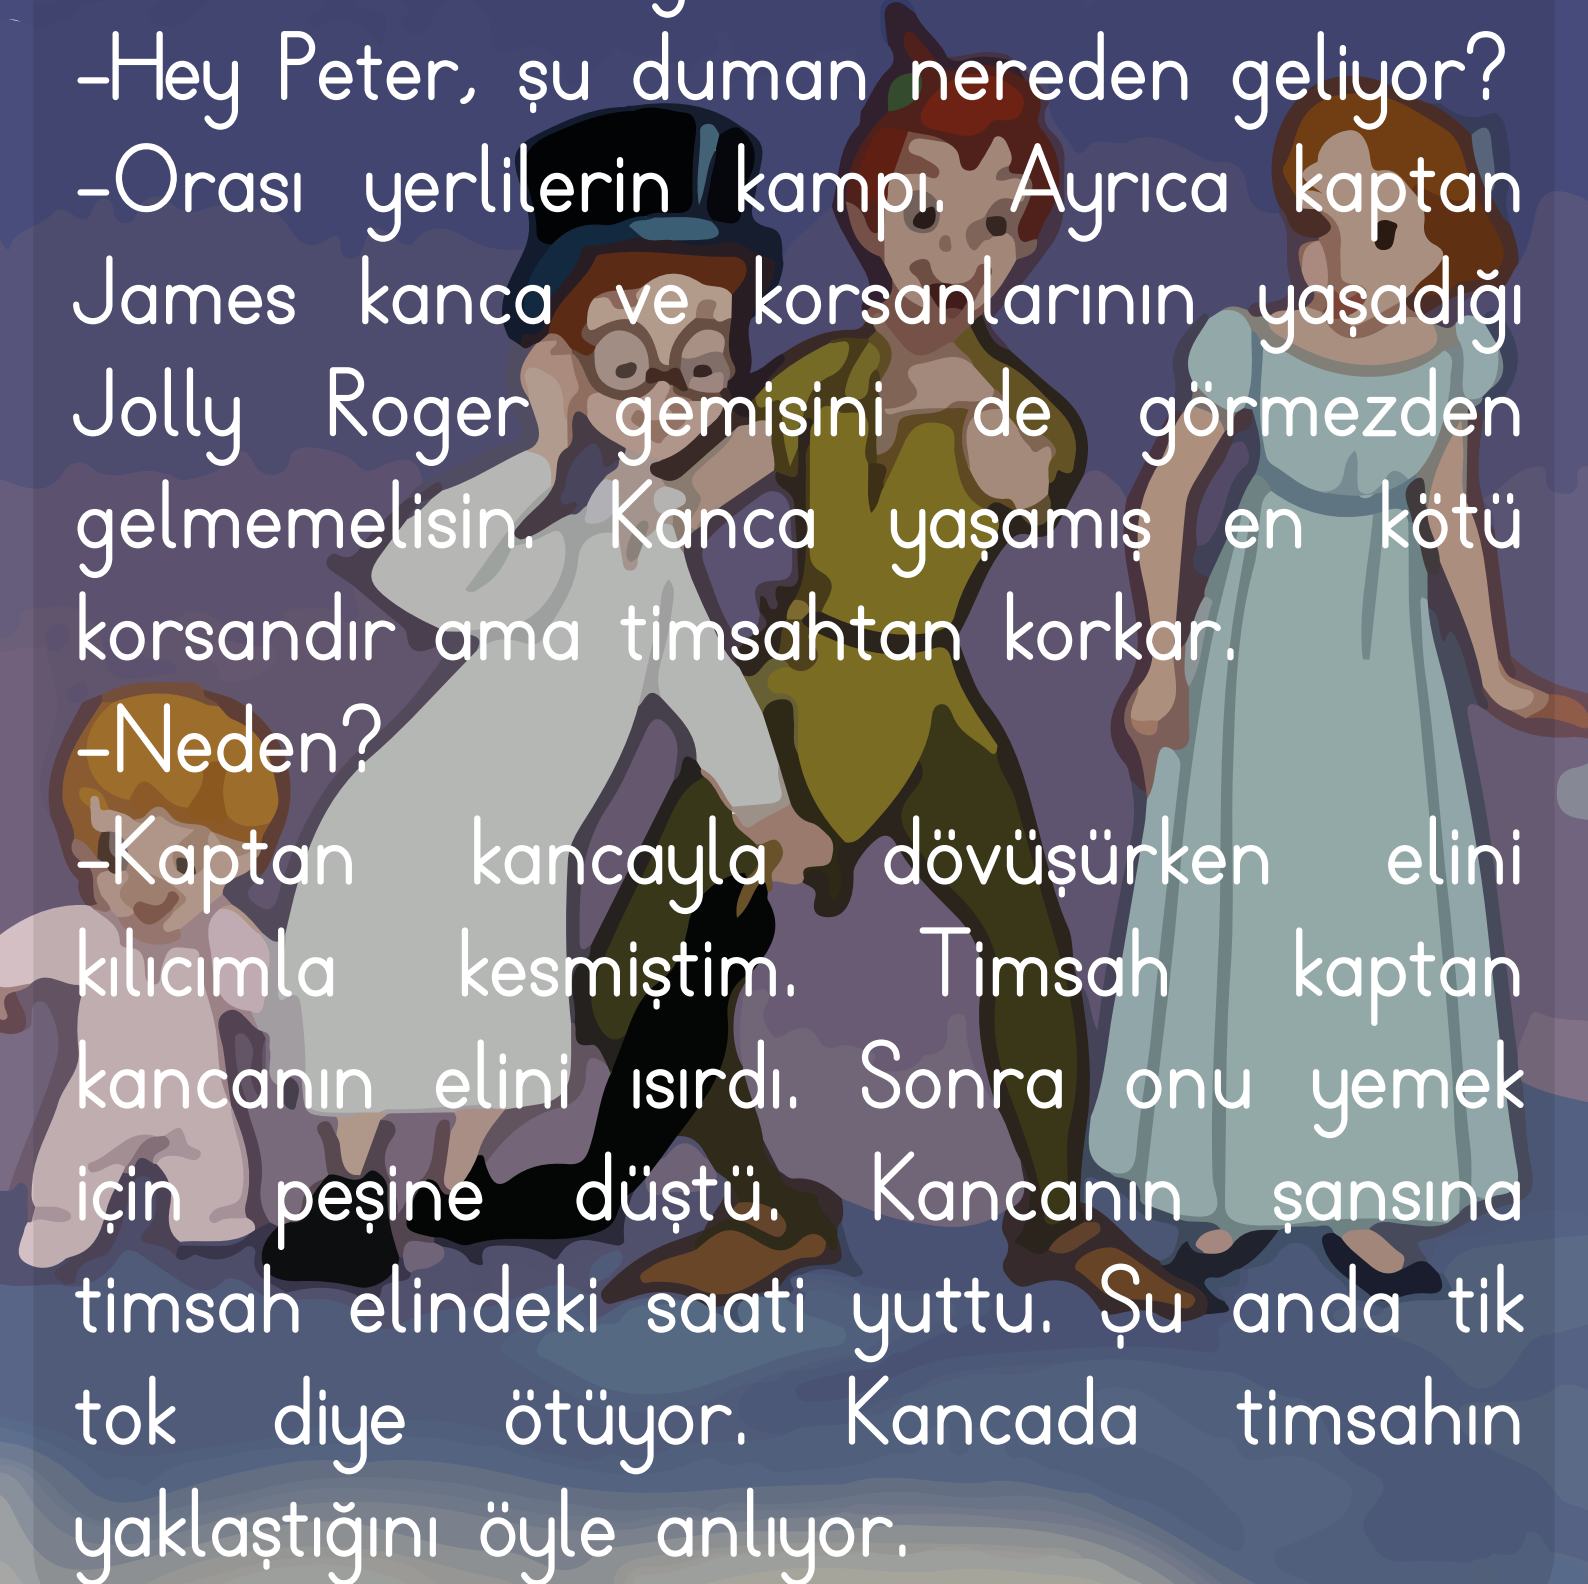 -Hey Peter, şu duman nereden geliyor?
-Orası yerlilerin kampı. Ayrıca kaptan
James kanca ve korsanlarının yaşadığı
Jolly Roger gemisini de görmezden
gelmemelisin. Kanca yaşamış en kötü
korsandır ama timsahtan korkar.
-Neden?
-Kaptan kancayla dövüşürken elini
kılıcımla kesmiştim. Timsah kaptan
kancanın elini ısırdı. Sonra onu yemek
için peşine düştü. Kancanın şansına
timsah elindeki saati yuttu. Şu anda tik
tok diye ötüyor. Kancada timsahın
yaklaştığını öyle anlıyor.